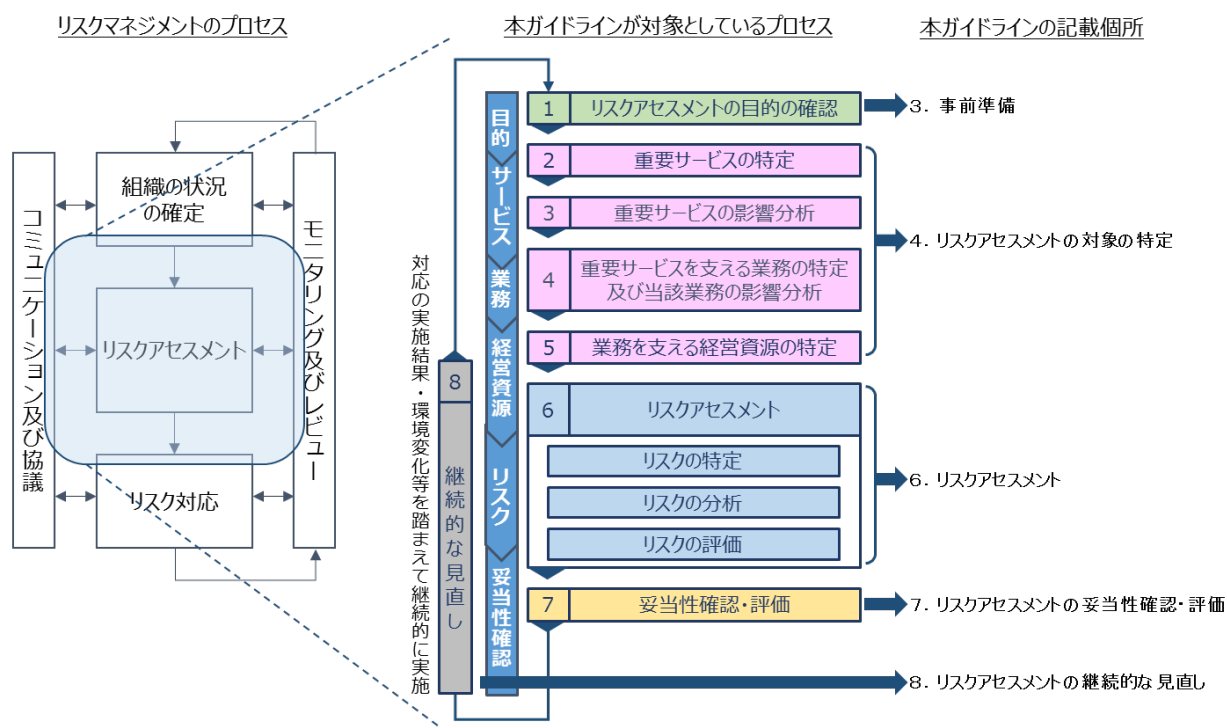 リスクマネジメントのプロセス
本ガイドラインが対象としているプロセス
本ガイドラインの記載個所
組織の状況
の確定
リスクアセスメント
リスク対応
コミュニケーション及び協議
モニタリング及びレビュー
対応の実施結果・環境変化等を踏まえて継続的に実施
8
継続的な見直し
目的
サービス
業務
経営資源
リスク
妥当性確認
1 リスクアセスメントの目的の確認
2 重要サービスの特定
3 重要サービスの影響分析
4 重要サービスを支える業務の特定
及び当該業務の影響分析
5 業務を支える経営資源の特定
6 リスクアセスメント
リスクの特定
リスクの分析
リスクの評価
7 妥当性確認・評価
3. 事前準備
4. リスクアセスメントの対象の特定
6. リスクアセスメント
7. リスクアセスメントの妥当性確認・評価
8. リスクアセスメントの継続的な見直し